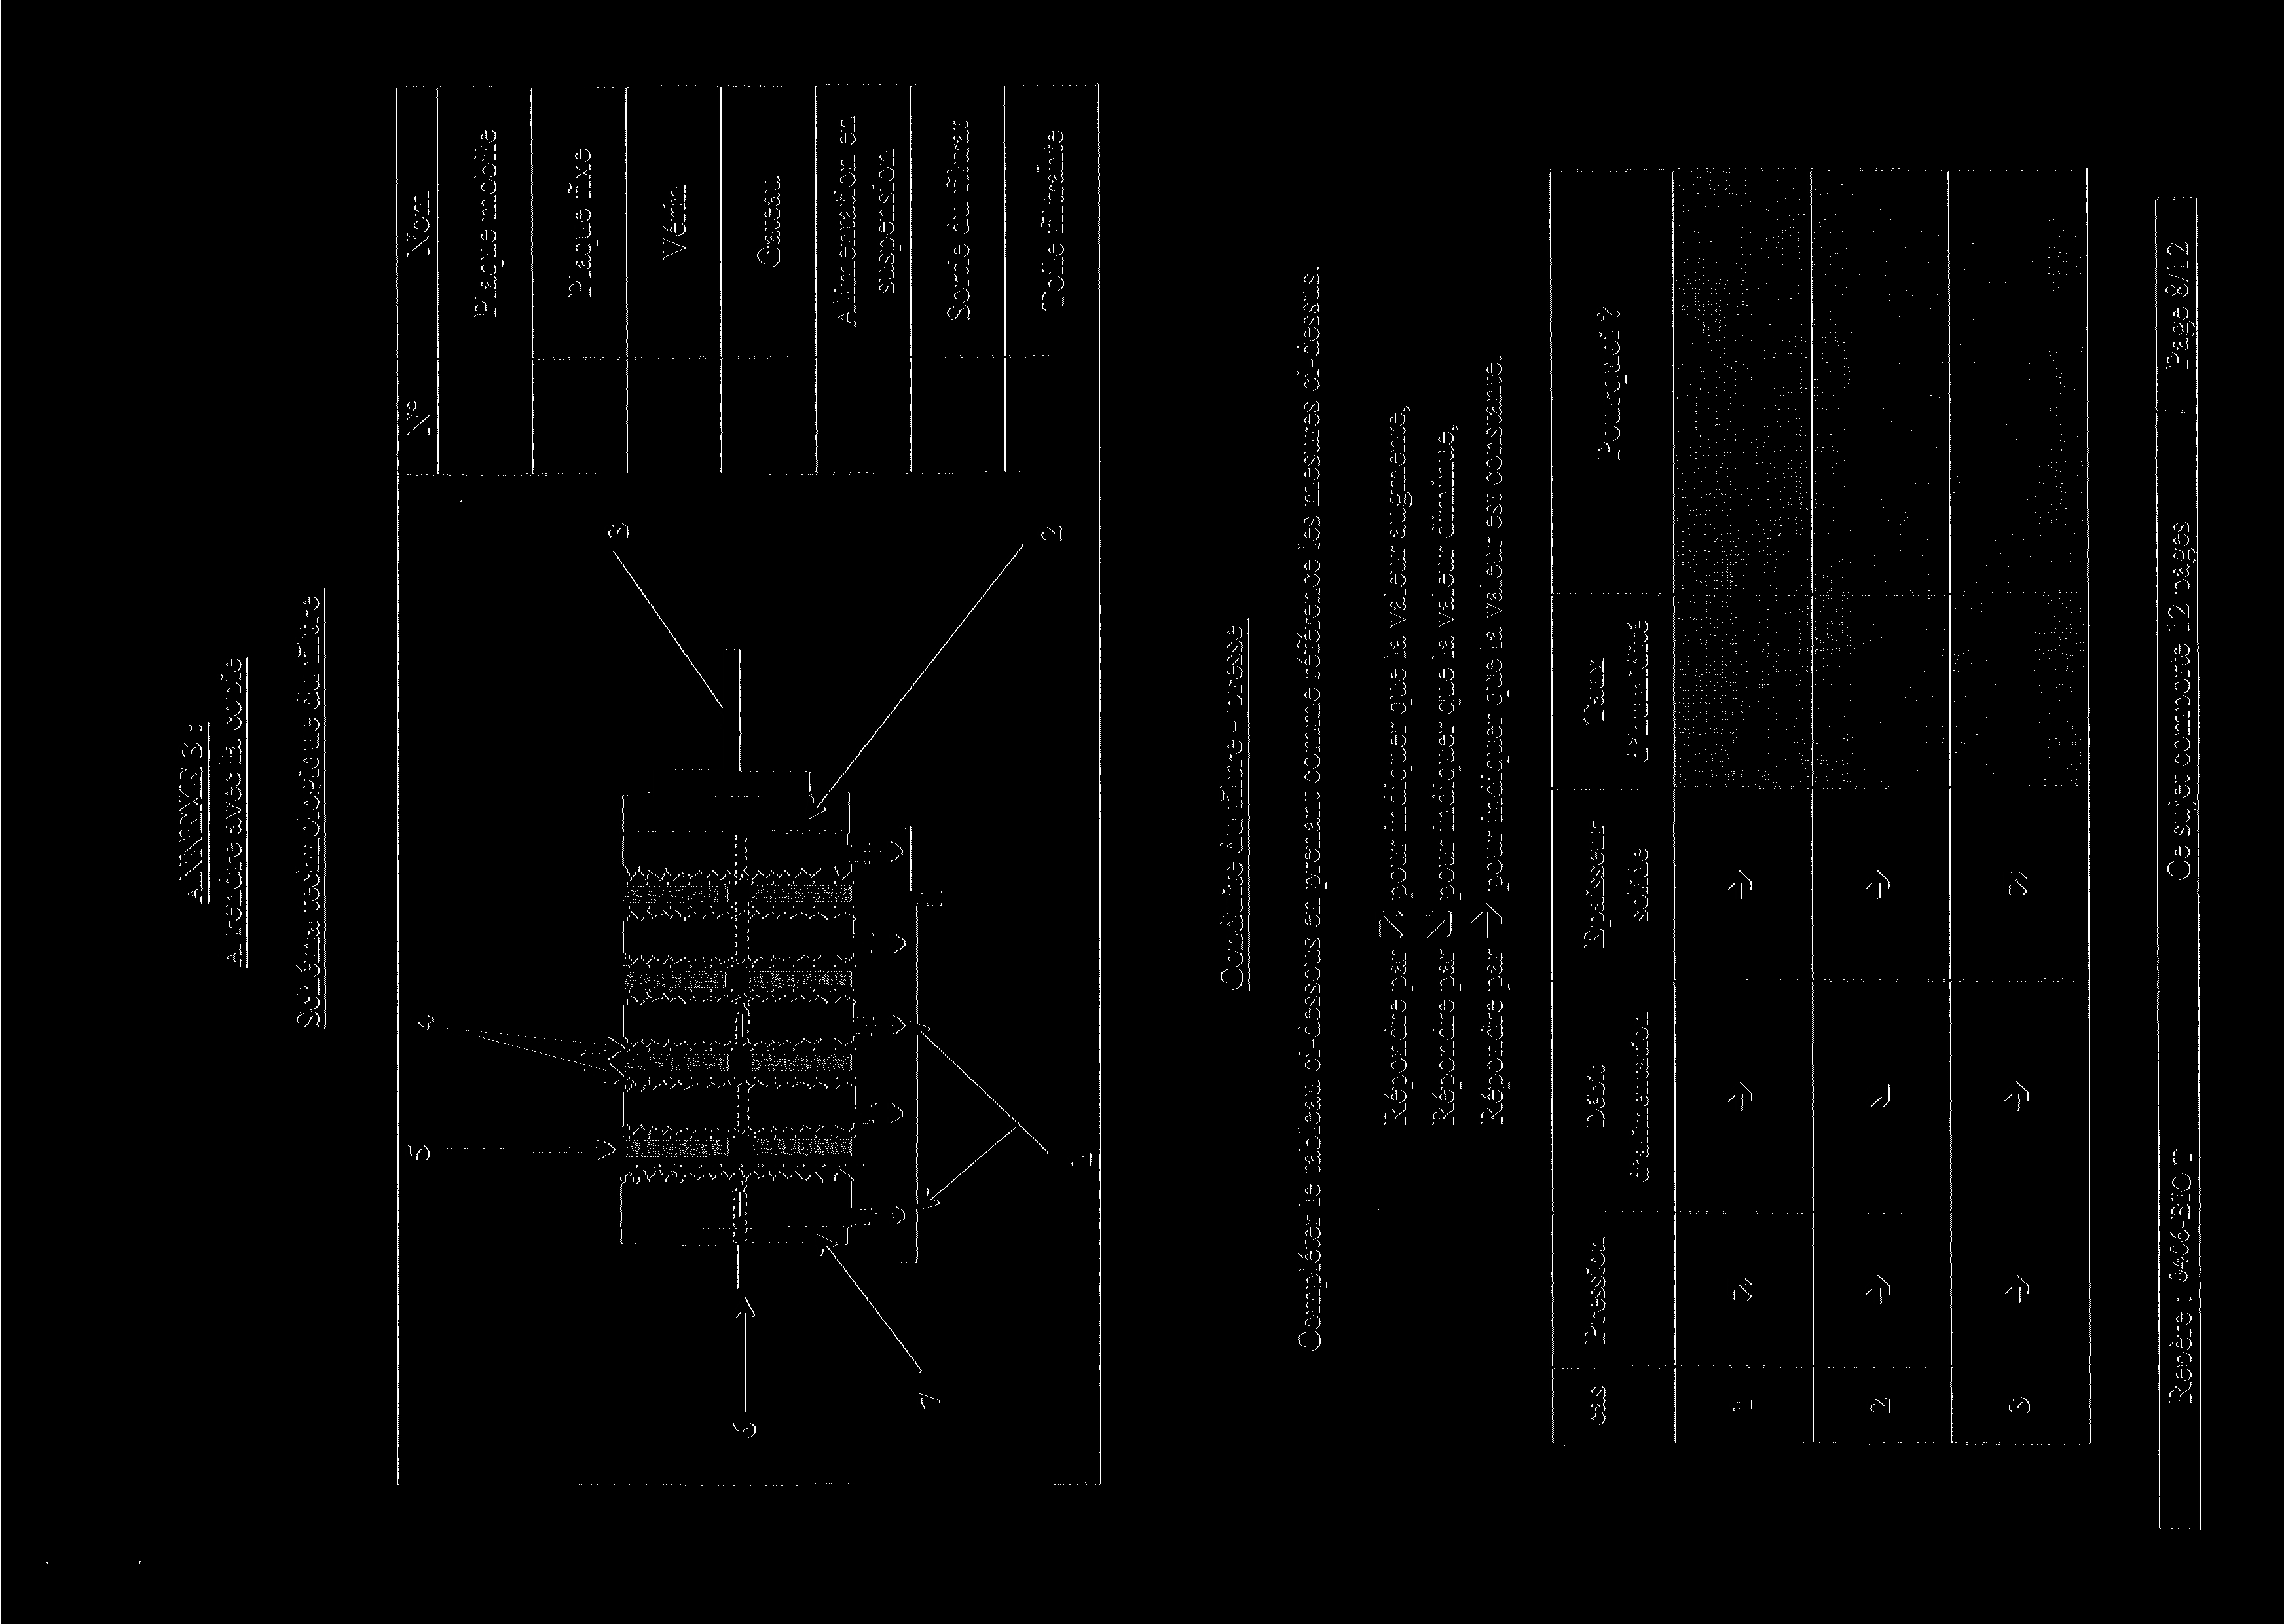 ANNEXE 3 :
A rendre avec la copie
Schéma technologique du filtre
N° Nom
Plaque mobile
Plaque fixe
Vérin
Gateau
Alimentation en
suspension
Sortie du filtrat
Toile filtrante
3
2
4
5
1
6
7
Conduite du filtre - presse
Compléter le tableau ci-dessous en prenant comme référence les mesures ci-dessus.
Répondre par ↗ pour indiquer que la valeur augmente,
Répondre par ↘ pour indiquer que la valeur diminue,
Répondre par → pour indiquer que la valeur est constante.
cas Pression Débit d'alimentation Epaisseur solide Taux d'humidité Pourquoi ?
1 ↗ → →
2 → ↘ →
3 → → ↗
Repère : 0406-BIO T Ce sujet comporte 12 pages Page 8/12